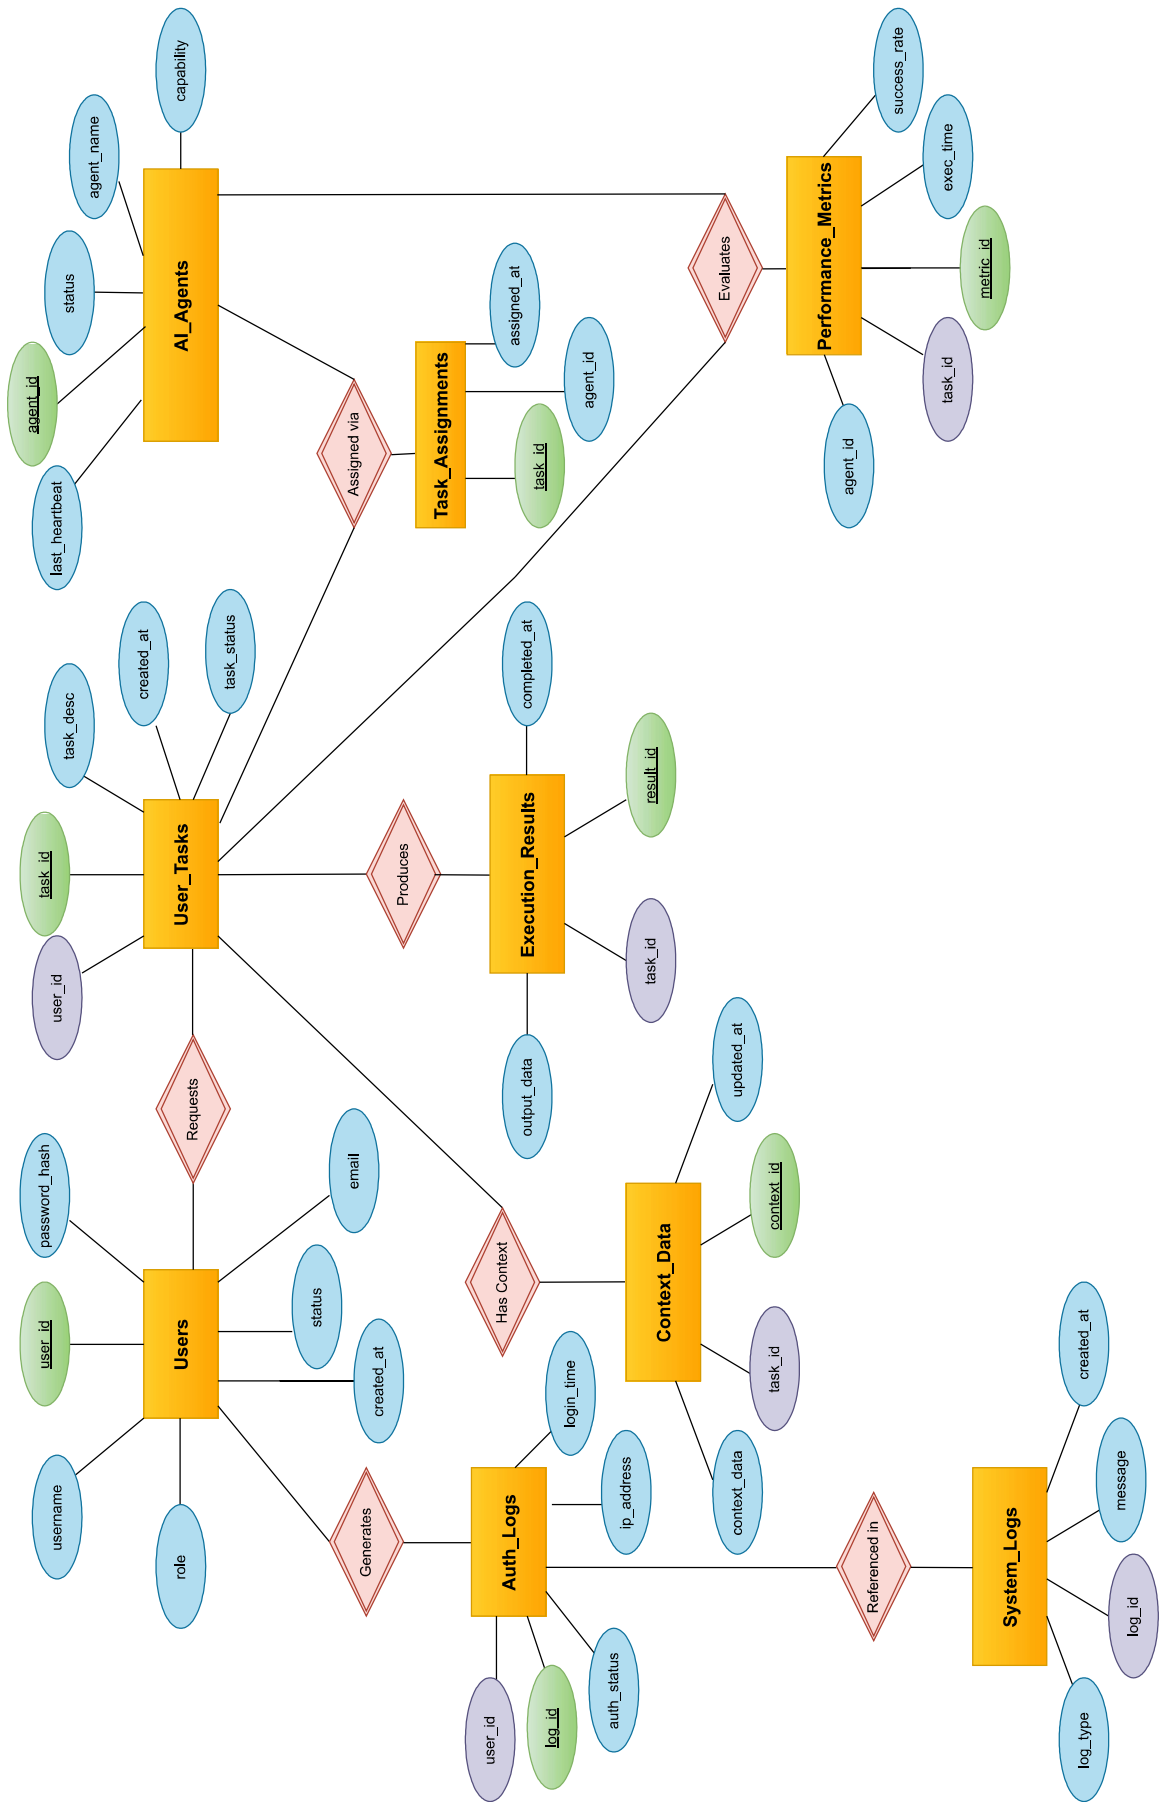 username
user_id
password_hash
role
Users
status
created_at
email
Requests
user_id
task_id
task_desc
created_at
task_status
User_Tasks
last_heartbeat
agent_id
status
agent_name
capability
AI_Agents
Generates
Produces
Assigned via
user_id
log_id
auth_status
Auth_Logs
ip_address
login_time
Has Context
output_data
Execution_Results
completed_at
task_id
result_id
Task_Assignments
task_id
agent_id
assigned_at
context_data
Context_Data
updated_at
task_id
context_id
Evaluates
agent_id
Performance_Metrics
success_rate
task_id
metric_id
exec_time
Referenced in
System_Logs
log_type
log_id
message
created_at